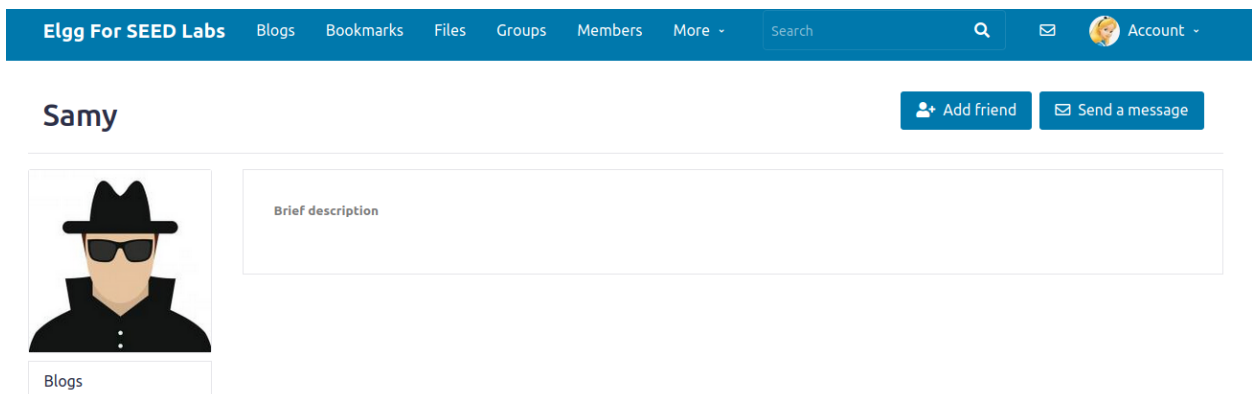 Elgg For SEED Labs Blogs Bookmarks Files Groups Members More Search Account
Samy Add friend Send a message
Brief description
Blogs